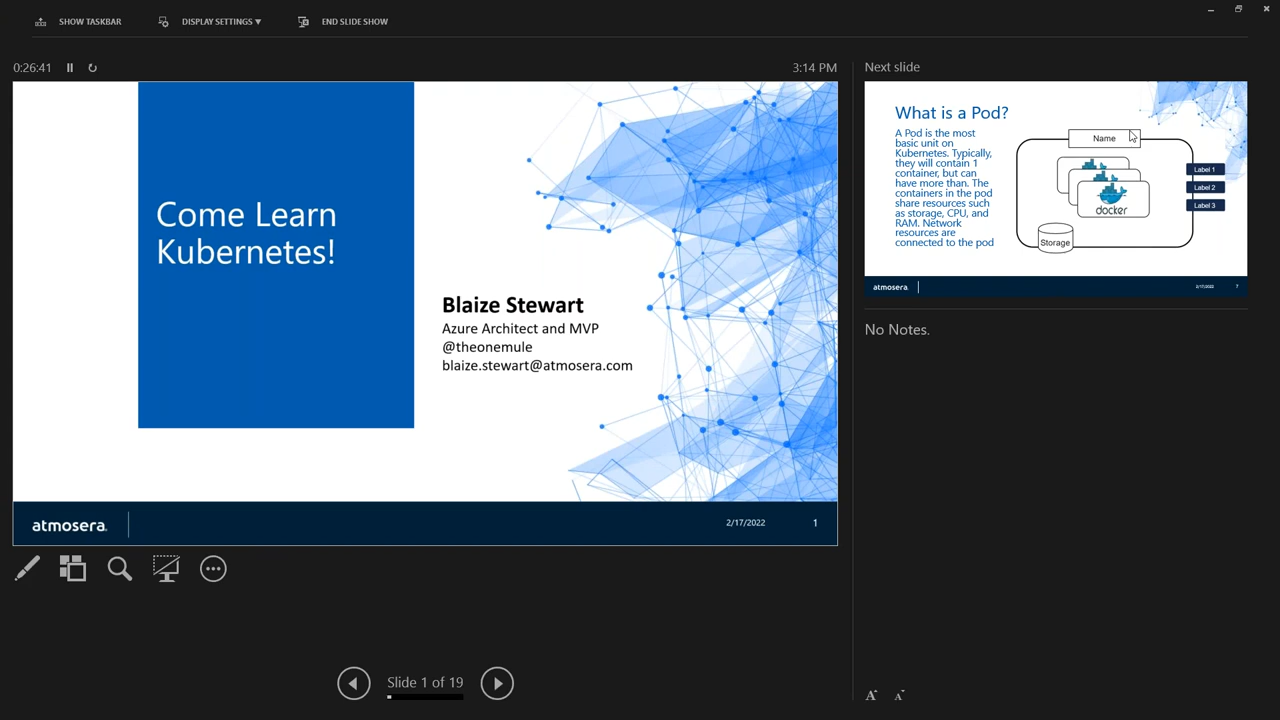 SHOW TASKBAR
DISPLAY SETTINGS ▼
END SLIDE SHOW
0:26:41
3:14 PM
Come Learn
Kubernetes!
Blaize Stewart
Azure Architect and MVP
@theonemule
blaize.stewart@atmosera.com
atmosera.
2/17/2022
1
Slide 1 of 19
Next slide
What is a Pod?
A Pod is the most
basic unit on
Kubernetes. Typically,
they will contain 1
container, but can
have more than. The
containers in the pod
share resources such
as storage, CPU, and
RAM. Network
resources are
connected to the pod
Name
docker
Storage
Label 1
Label 2
Label 3
atmosera.
2/17/2022
7
No Notes.
A
A